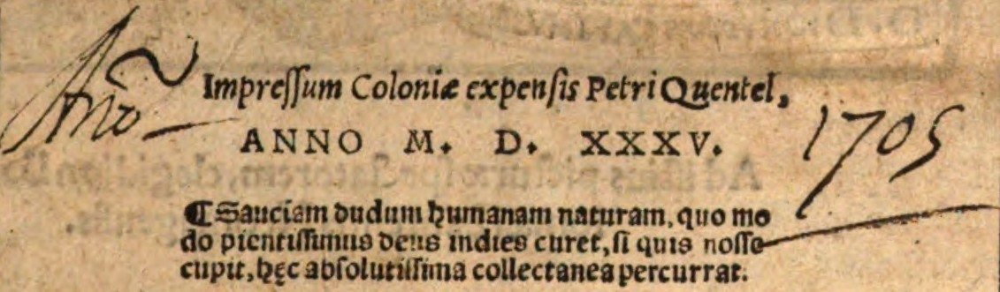 Año
Impreſſum Coloniæ expenſis Petri Quentel,
ANNO M. D. XXXV.
1705
¶ Sauciam dudum humanam naturam, quo mo
do pientiſſimus deus indies curet, ſi quis noſſe
cupit, hęc abſolutiſſima collectanea percurrat.